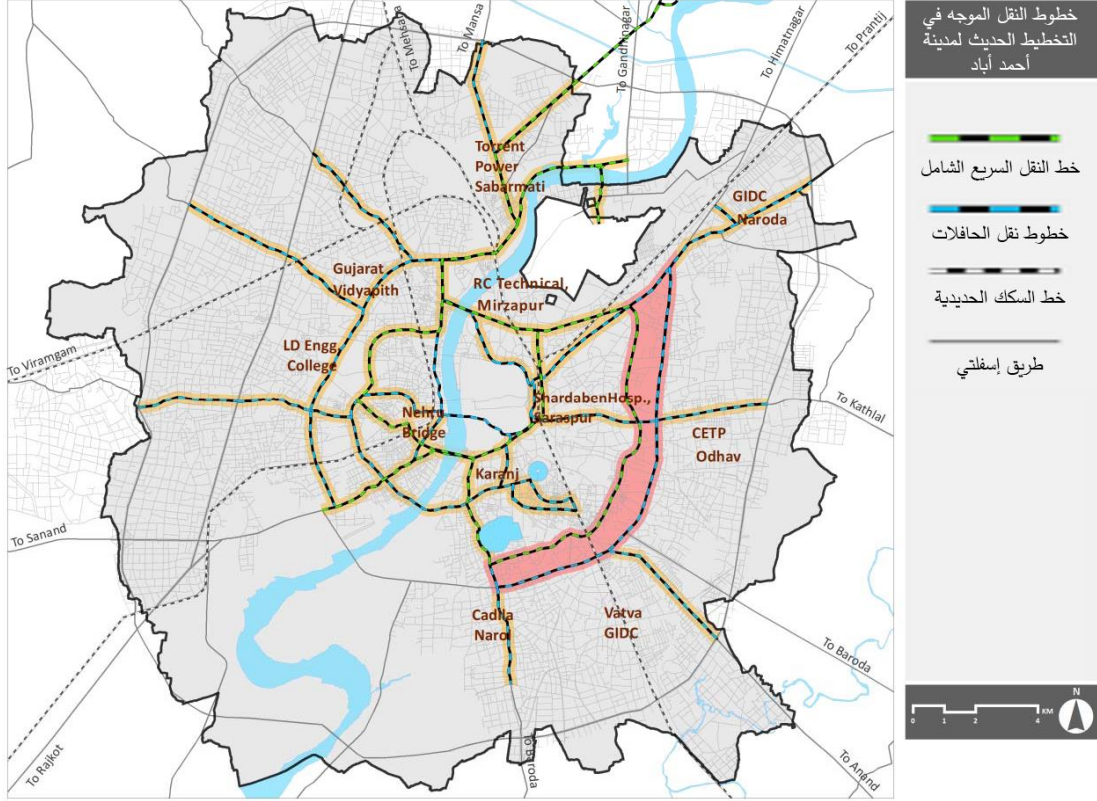 خطوط النقل الموجه في
التخطيط الحديث لمدينة
أحمد أباد
خط النقل السريع الشامل
خطوط نقل الحافلات
خط السكك الحديدية
طريق إسفلتي
N
KM
0 1 2 4
To Mehsana
To Mansa
To Gandhinagar
To Himatnagar
To Prantij
Torrent
Power
Sabarmati
GIDC
Naroda
Gujarat
Vidyapith
RC Technical,
Mirzapur
LD Engg
College
To Viramgam
ShardabenHosp.,
Saraspur
To Kathlal
Nehru
Bridge
CETP
Odhav
Karanj
To Sanand
Cadila
Narol
Vatva
GIDC
To Baroda
To Rajkot
To Baroda
To Anand